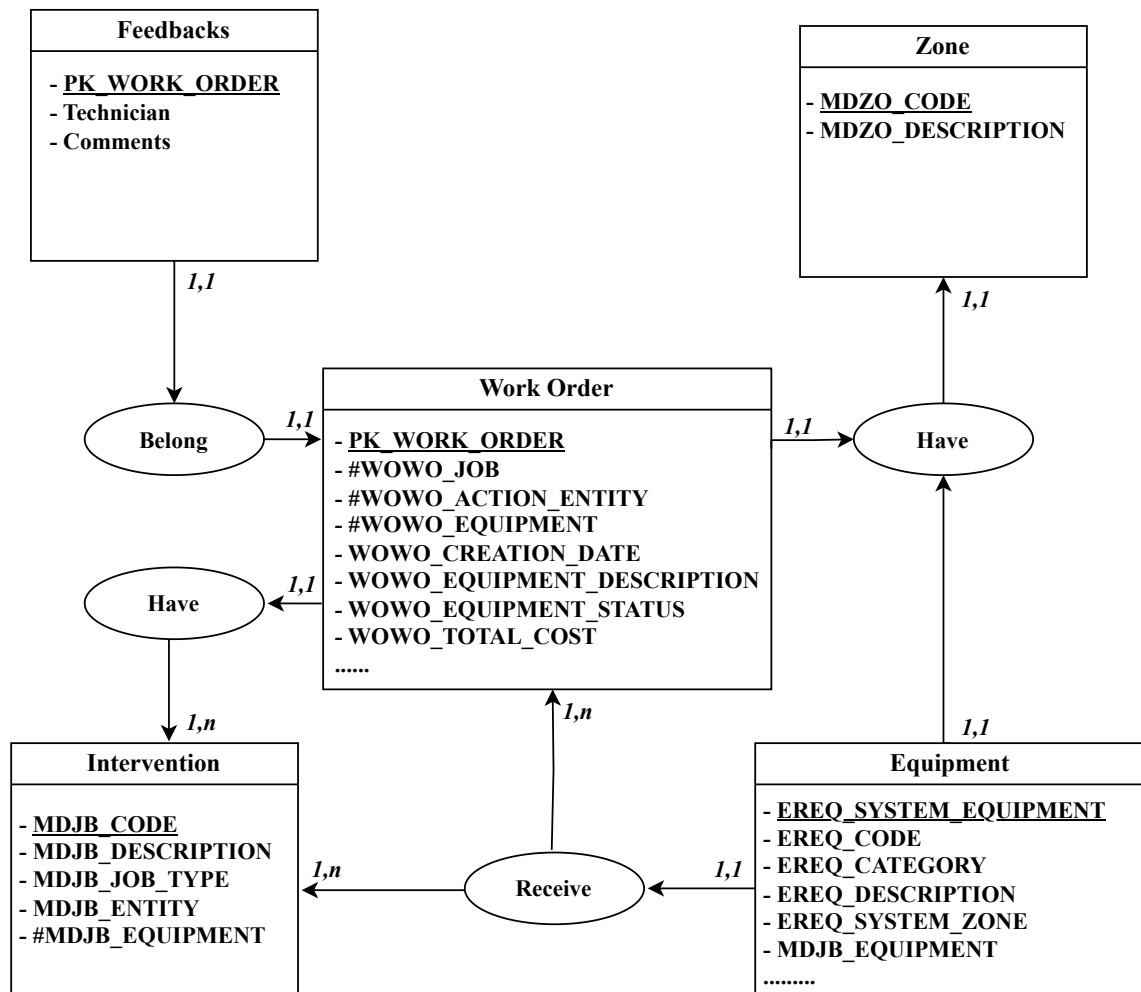 Feedbacks
- PK_WORK_ORDER
- Technician
- Comments
Zone
- MDZO_CODE
- MDZO_DESCRIPTION
1,1
1,1
Belong
1,1
Work Order
- PK_WORK_ORDER
- #WOWO_JOB
- #WOWO_ACTION_ENTITY
- #WOWO_EQUIPMENT
- WOWO_CREATION_DATE
- WOWO_EQUIPMENT_DESCRIPTION
- WOWO_EQUIPMENT_STATUS
- WOWO_TOTAL_COST
......
1,1
Have
Have
1,1
1,n
1,n
1,1
Intervention
- MDJB_CODE
- MDJB_DESCRIPTION
- MDJB_JOB_TYPE
- MDJB_ENTITY
- #MDJB_EQUIPMENT
1,n
Receive
1,1
Equipment
- EREQ_SYSTEM_EQUIPMENT
- EREQ_CODE
- EREQ_CATEGORY
- EREQ_DESCRIPTION
- EREQ_SYSTEM_ZONE
- MDJB_EQUIPMENT
.........